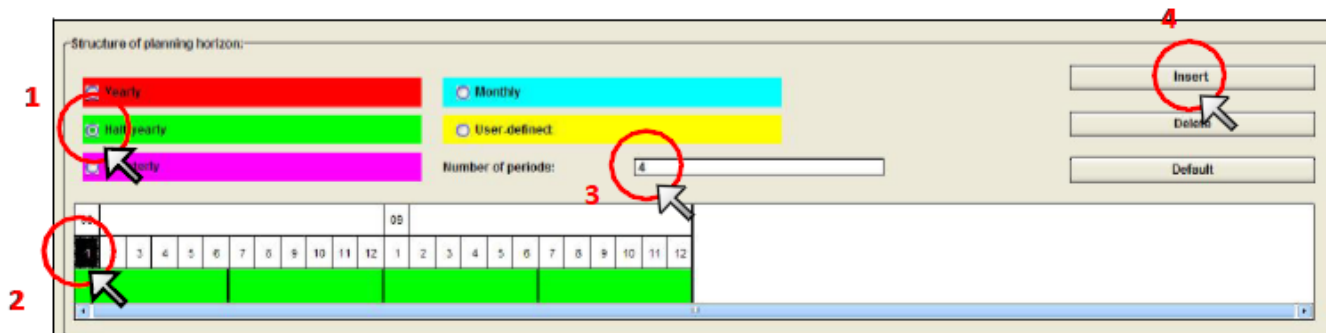 4
Structure of planning horizon:
1
Yearly
Monthly
Insert
Half-yearly
User-defined:
Delete
Number of periods:
4
Default
3
09
1 3 4 5 6 7 8 9 10 11 12 1 2 3 4 5 6 7 8 9 10 11 12
2